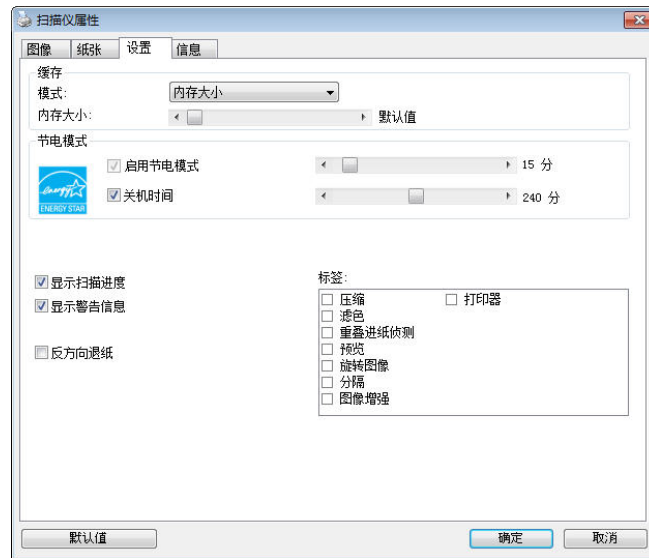 扫描仪属性
图像 纸张 设置 信息
缓存
模式: 内存大小
内存大小: 默认值
节电模式
启用节电模式 15 分
energy
ENERGY STAR
关机时间 240 分
显示扫描进度
显示警告信息
反方向退纸
标签:
压缩 打印器
滤色
重叠进纸侦测
预览
旋转图像
分隔
图像增强
默认值 确定 取消